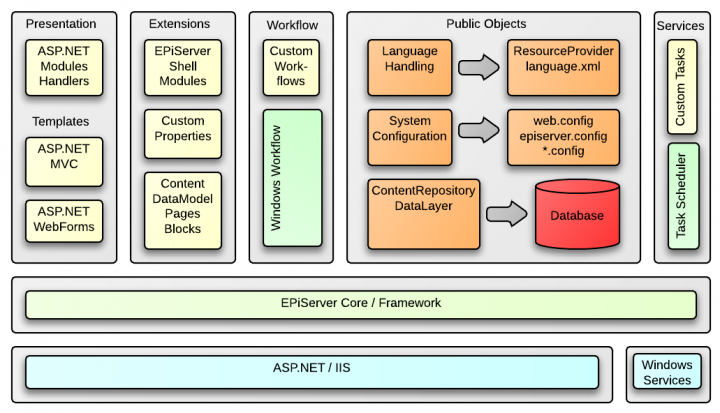 Presentation
ASP.NET
Modules
Handlers
Templates
ASP.NET
MVC
ASP.NET
WebForms
Extensions
EPiServer
Shell
Modules
Custom
Properties
Content
DataModel
Pages
Blocks
Workflow
Custom
Work-
flows
Windows Workflow
Public Objects
Language
Handling
ResourceProvider
language.xml
System
Configuration
web.config
episerver.config
*.config
ContentRepository
DataLayer
Database
Services
Custom Tasks
Task Scheduler
EPiServer Core / Framework
ASP.NET / IIS
Windows
Services